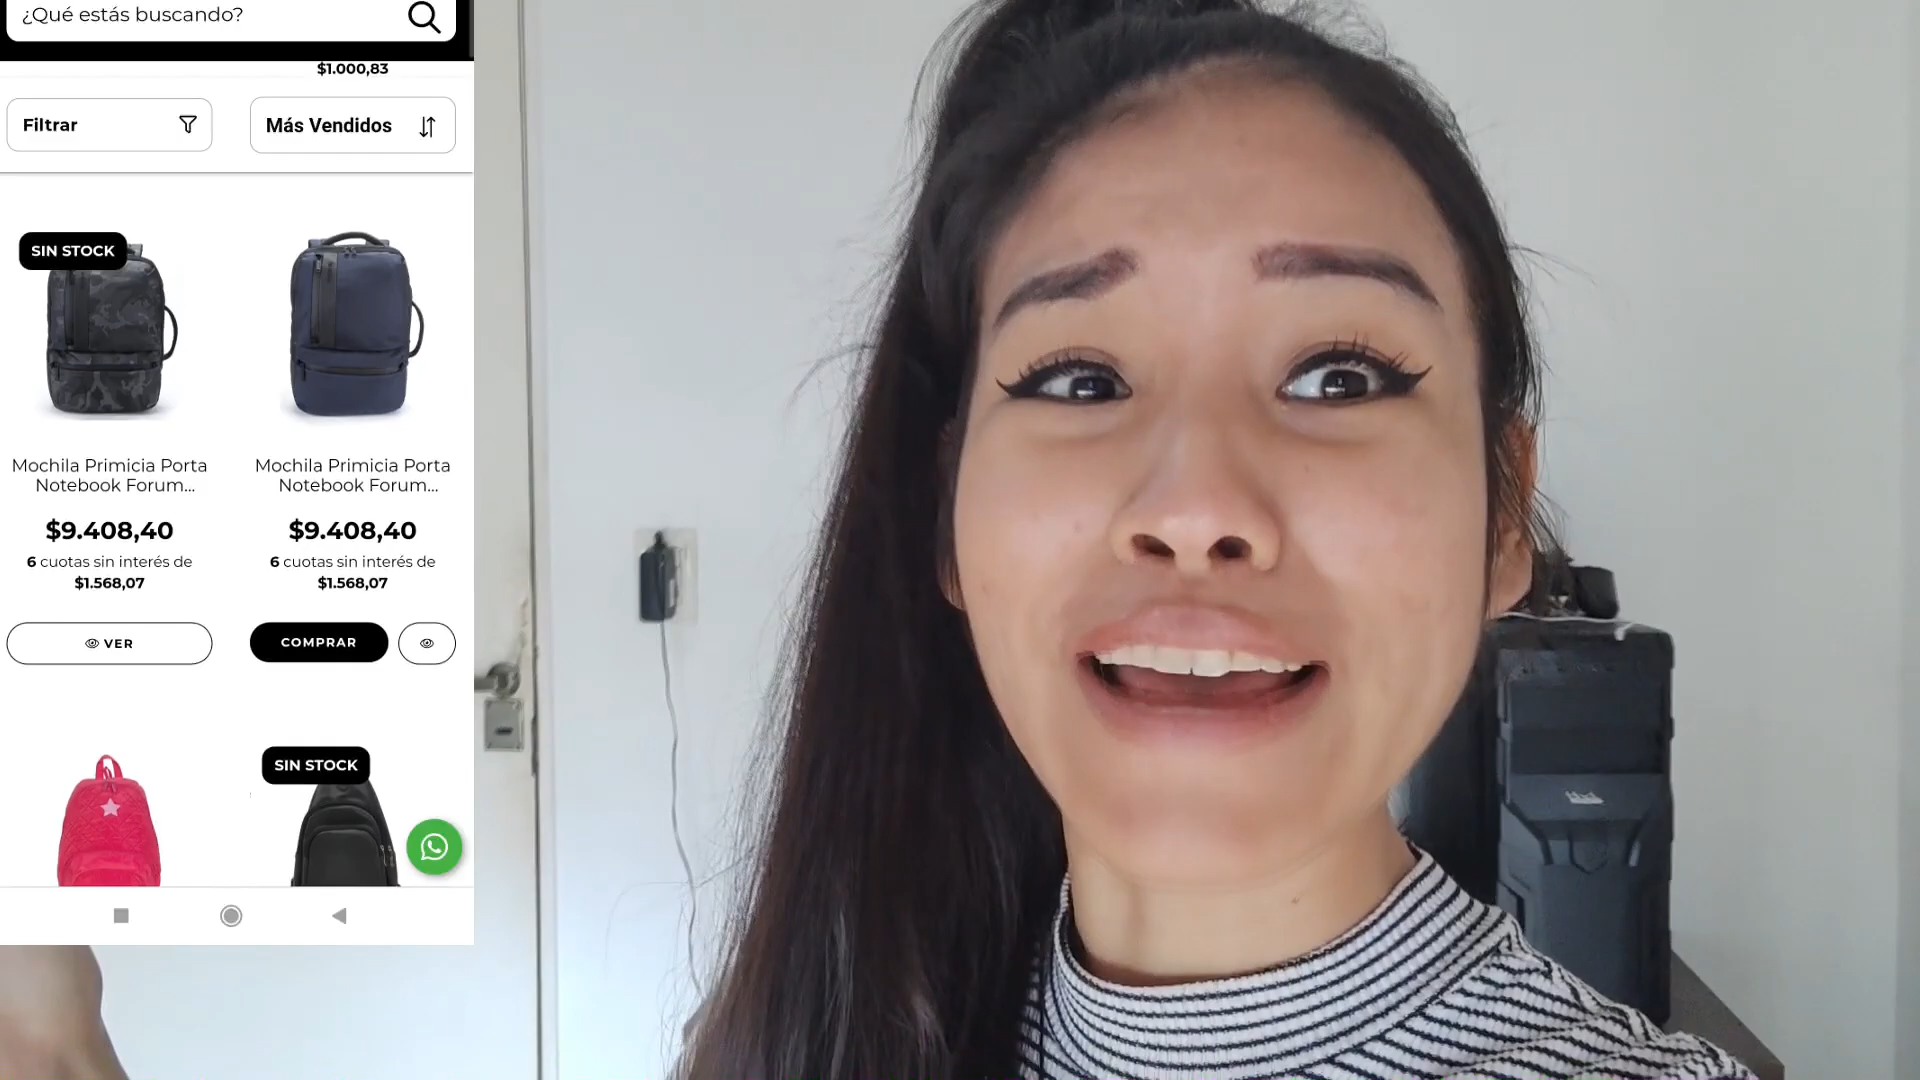 ¿Qué estás buscando?
$1.000,83
Filtrar
Más Vendidos
SIN STOCK
Mochila Primicia Porta
Notebook Forum...
$9.408,40
6 cuotas sin interés de
$1.568,07
VER
Mochila Primicia Porta
Notebook Forum...
$9.408,40
6 cuotas sin interés de
$1.568,07
COMPRAR
SIN STOCK